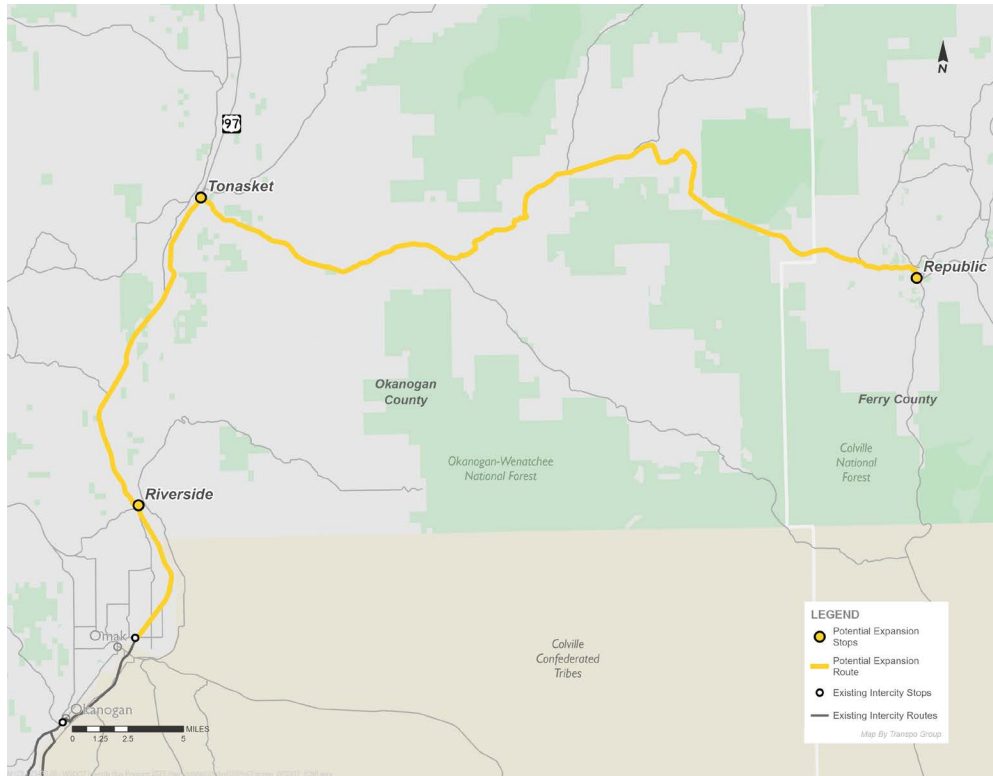 N
97
Tonasket
Republic
Okanogan
County
Ferry County
Colville
National
Forest
Okanogan-Wenatchee
National Forest
Riverside
Omak
Colville
Confederated
Tribes
Okanogan
MILES
0 1.25 2.5 5
LEGEND
Potential Expansion
Stops
Potential Expansion
Route
Existing Intercity Stops
Existing Intercity Routes
Map By Transpo Group